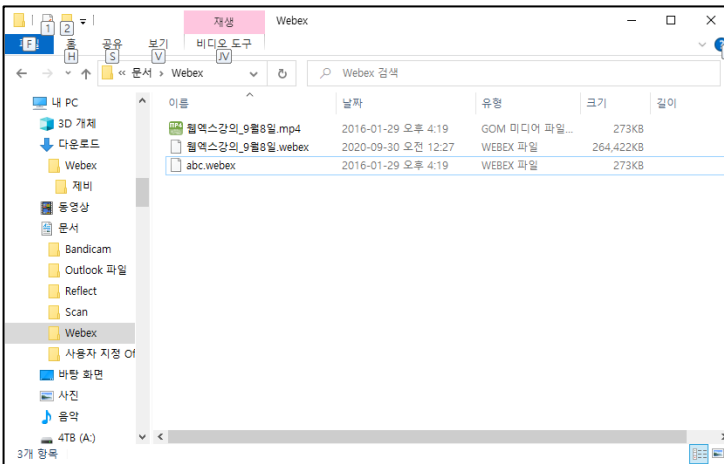 1 2 재생 Webex
F 홈 공유 보기 비디오 도구
H S V JV
« 문서 › Webex Webex 검색
내 PC
3D 개체
다운로드
Webex
제비
동영상
문서
Bandicam
Outlook 파일
Reflect
Scan
Webex
사용자 지정 Of
바탕 화면
사진
음악
4TB (A:)
이름 날짜 유형 크기 길이
MP4 웹엑스강의_9월8일.mp4 2016-01-29 오후 4:19 GOM 미디어 파일... 273KB
웹엑스강의_9월8일.webex 2020-09-30 오전 12:27 WEBEX 파일 264,422KB
abc.webex 2016-01-29 오후 4:19 WEBEX 파일 273KB
3개 항목